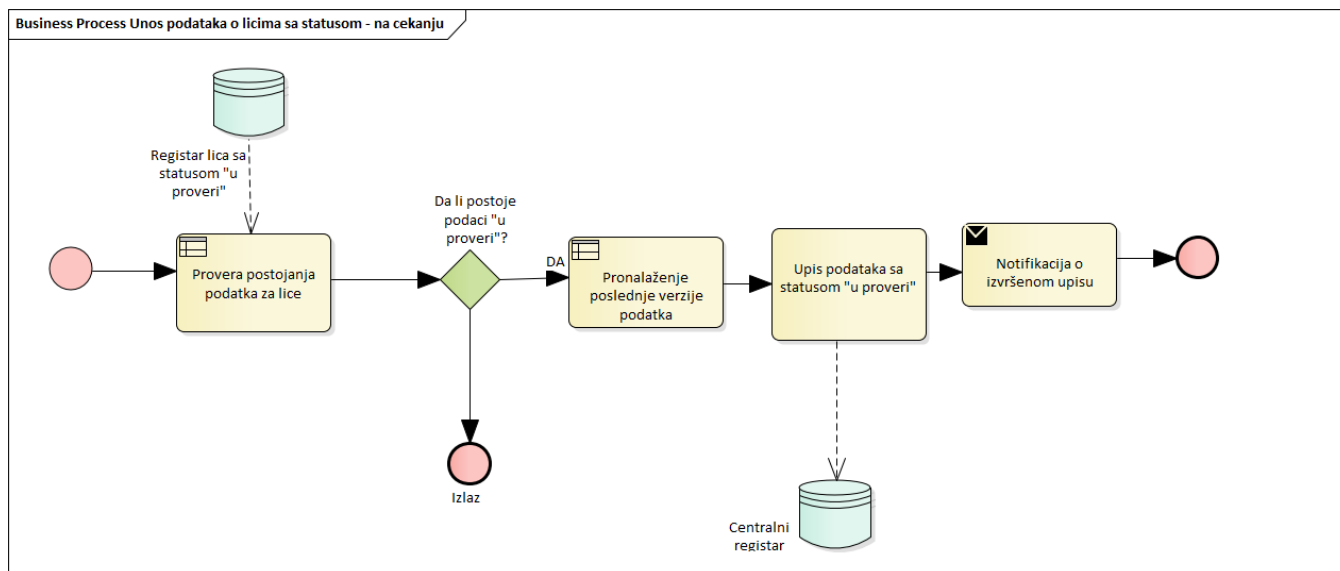 Business Process Unos podataka o licima sa statusom - na cekanju
Registar lica sa
statusom "u
proveri"
Provera postojanja
podatka za lice
Da li postoje
podaci "u
proveri"?
DA
Pronalaženje
poslednje verzije
podatka
Upis podataka sa
statusom "u proveri"
Notifikacija o
izvršenom upisu
Izlaz
Centralni
registar